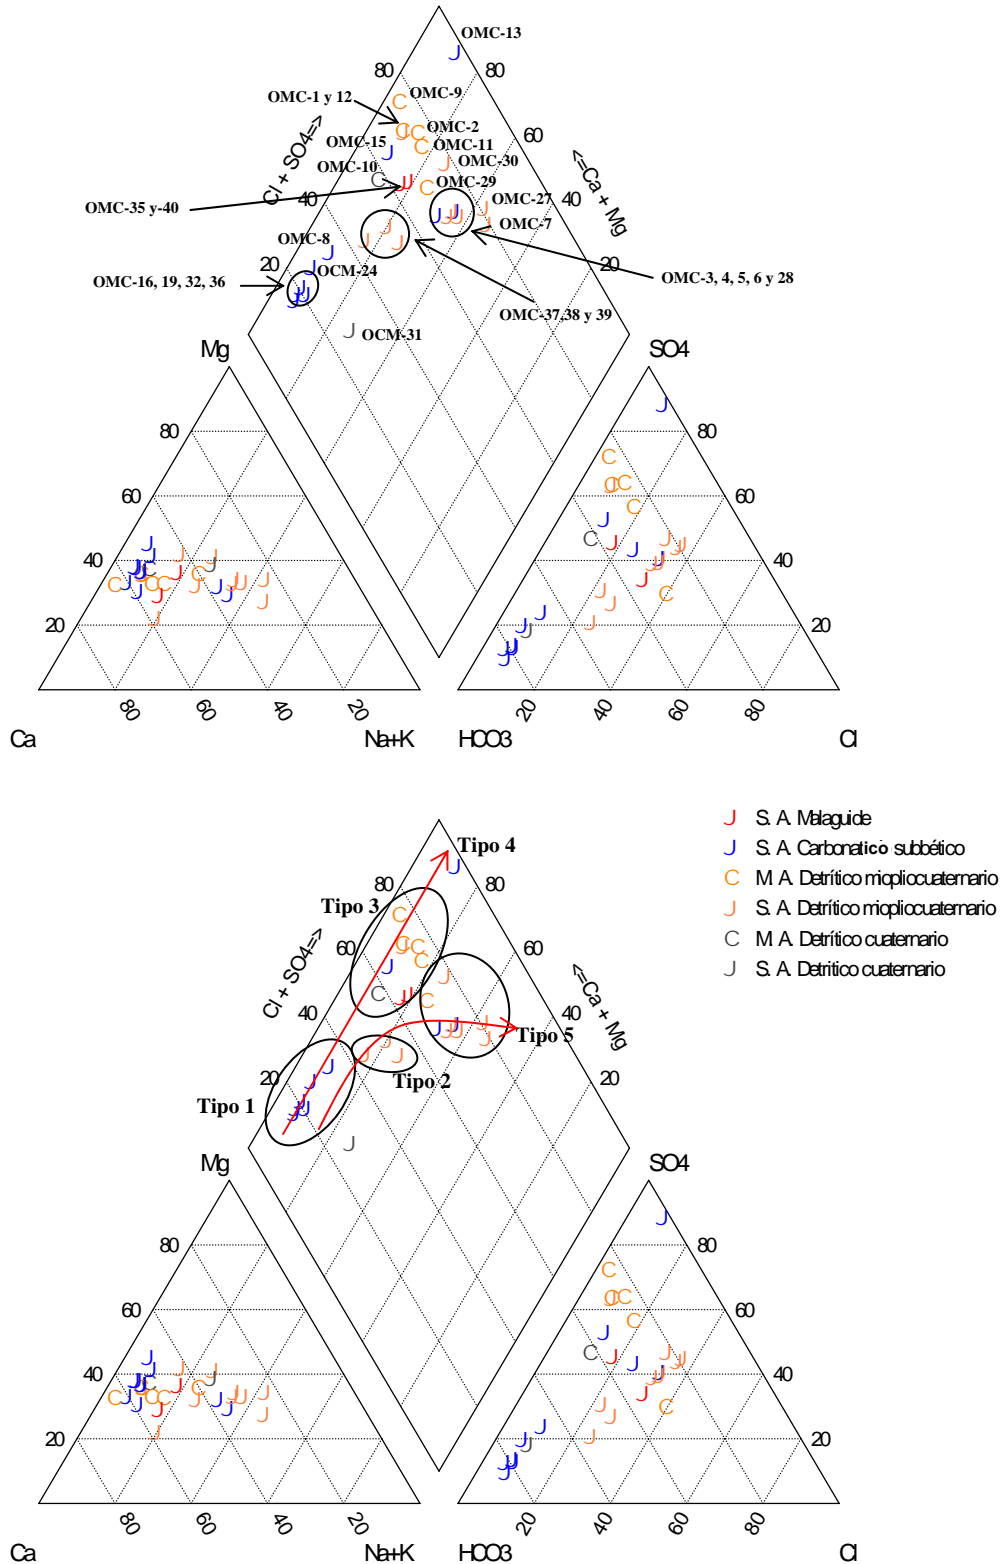 OMC-13
80
80
OMC-1 y 12
OMC-9
OMC-2
60
OMC-15
OMC-11
Cl + SO4=>
<=Ca + Mg
OMC-10
OMC-30
OMC-29
40
OMC-27
40
OMC-35 y-40
OMC-7
OMC-8
20
OCM-24
20
OMC-16, 19, 32, 36
OMC-3, 4, 5, 6 y 28
OMC-37,38 y 39
OCM-31
Mg
SO4
80
80
60
60
40
40
20
20
80
60
40
20
20
40
60
80
Ca
Na+K
HCO3
Cl
J S. A. Malaguide
J S. A. Carbonatico subbético
C M. A. Detrítico miopliocuaternario
J S. A. Detrítico miopliocuaternario
C M. A. Detrítico cuaternario
J S. A. Detritico cuaternario
Tipo 4
80
80
Tipo 3
60
60
Cl + SO4=>
<=Ca + Mg
40
40
Tipo 5
20
Tipo 2
20
Tipo 1
Mg
SO4
80
80
60
60
40
40
20
20
80
60
40
20
20
40
60
80
Ca
Na+K
HCO3
Cl